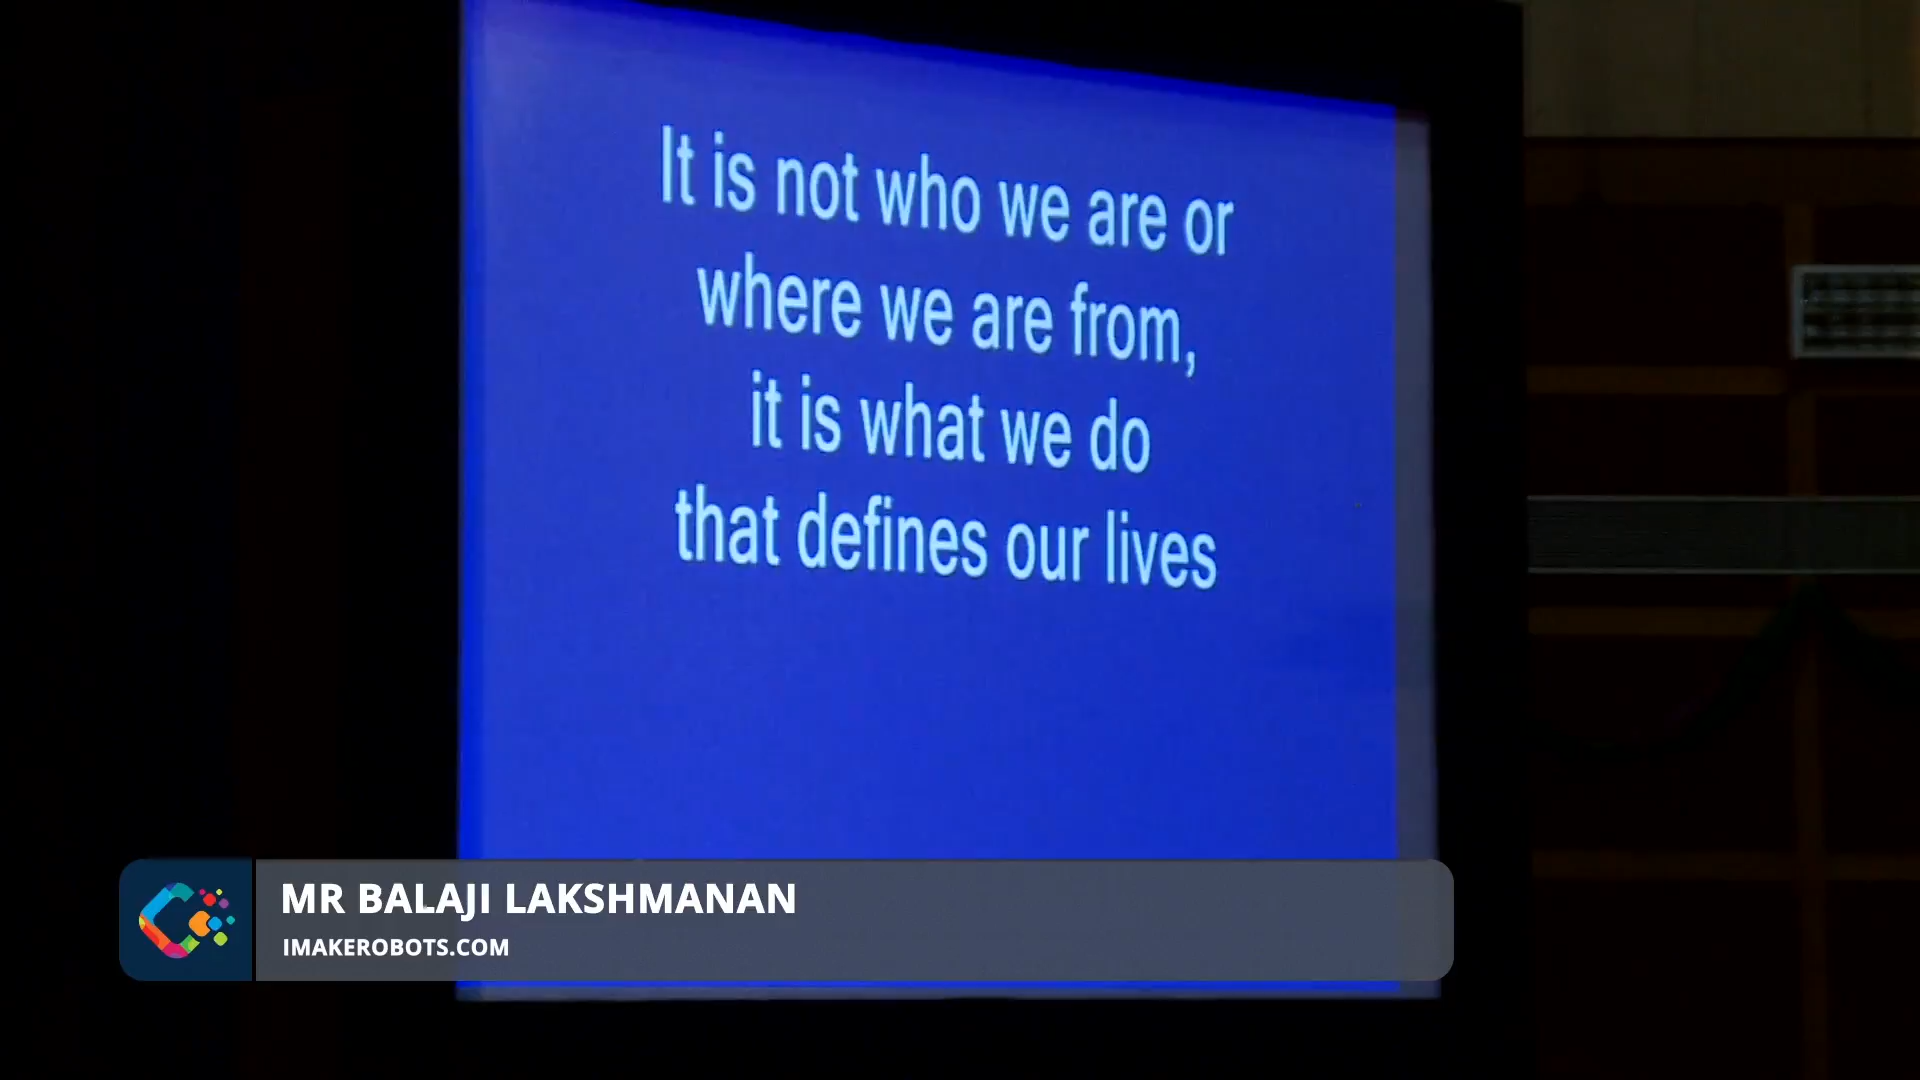 It is not who we are or
where we are from,
it is what we do
that defines our lives
MR BALAJI LAKSHMANAN
IMAKEROBOTS.COM